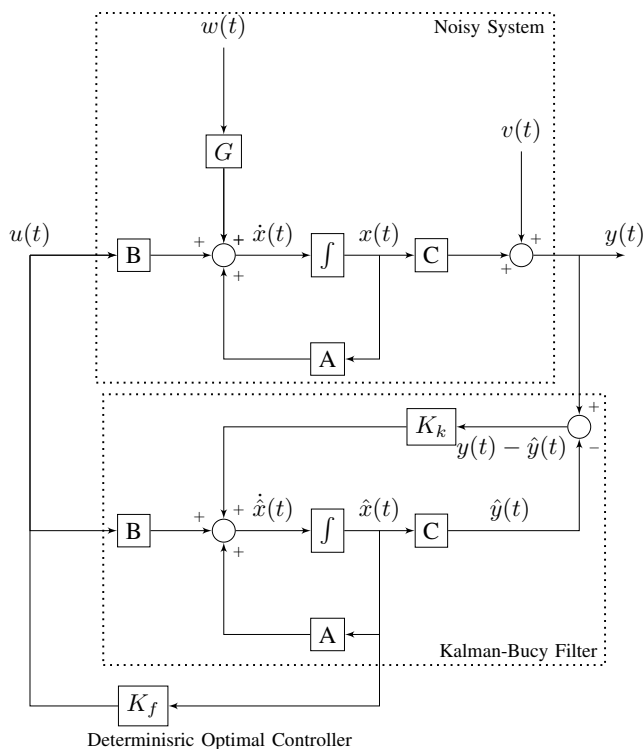 w(t)
Noisy System
v(t)
G
u(t)
+
ẋ(t)
x(t)
+
y(t)
B
+
∫
C
+
+
A
K_k
+
y(t) − ŷ(t)
−
+
+
x̂̇(t)
x̂(t)
ŷ(t)
B
+
∫
C
A
Kalman-Bucy Filter
K_f
Determinisric Optimal Controller